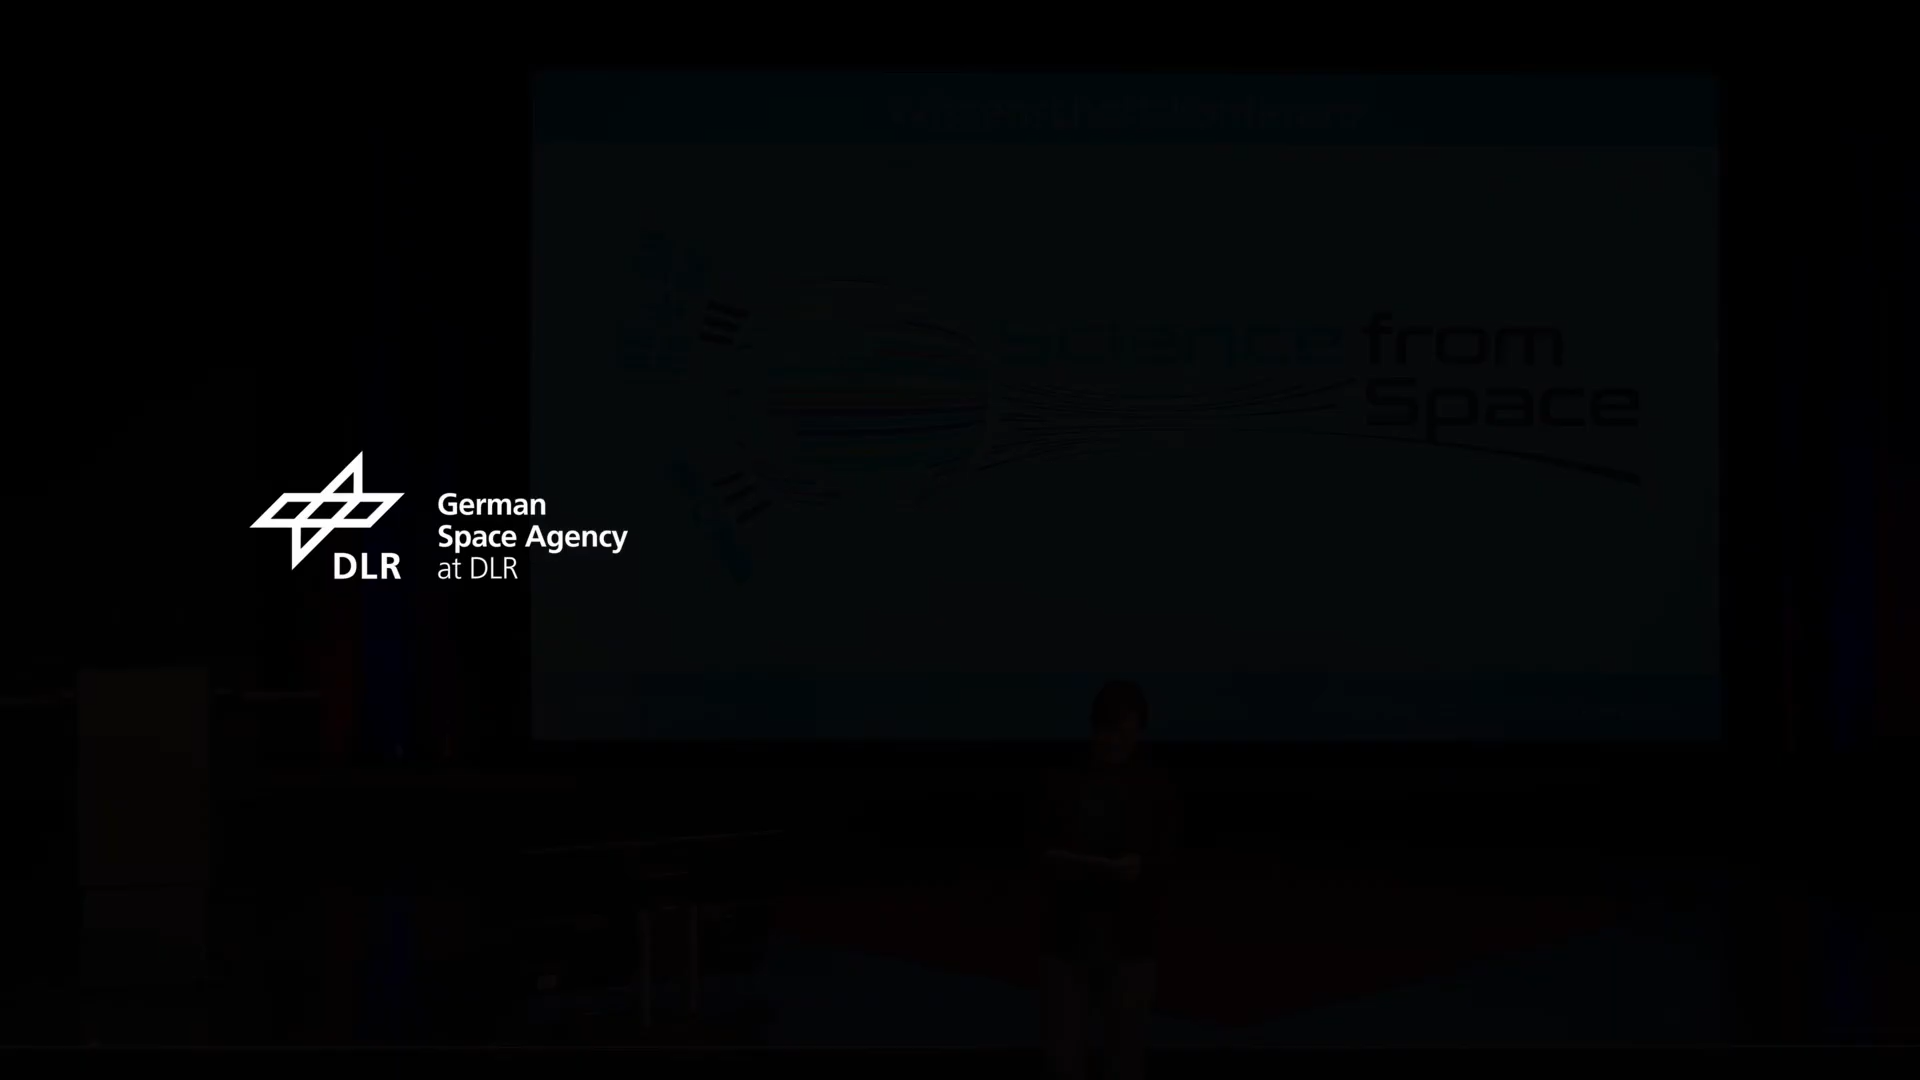 Science from
Space
German
Space Agency
at DLR
DLR